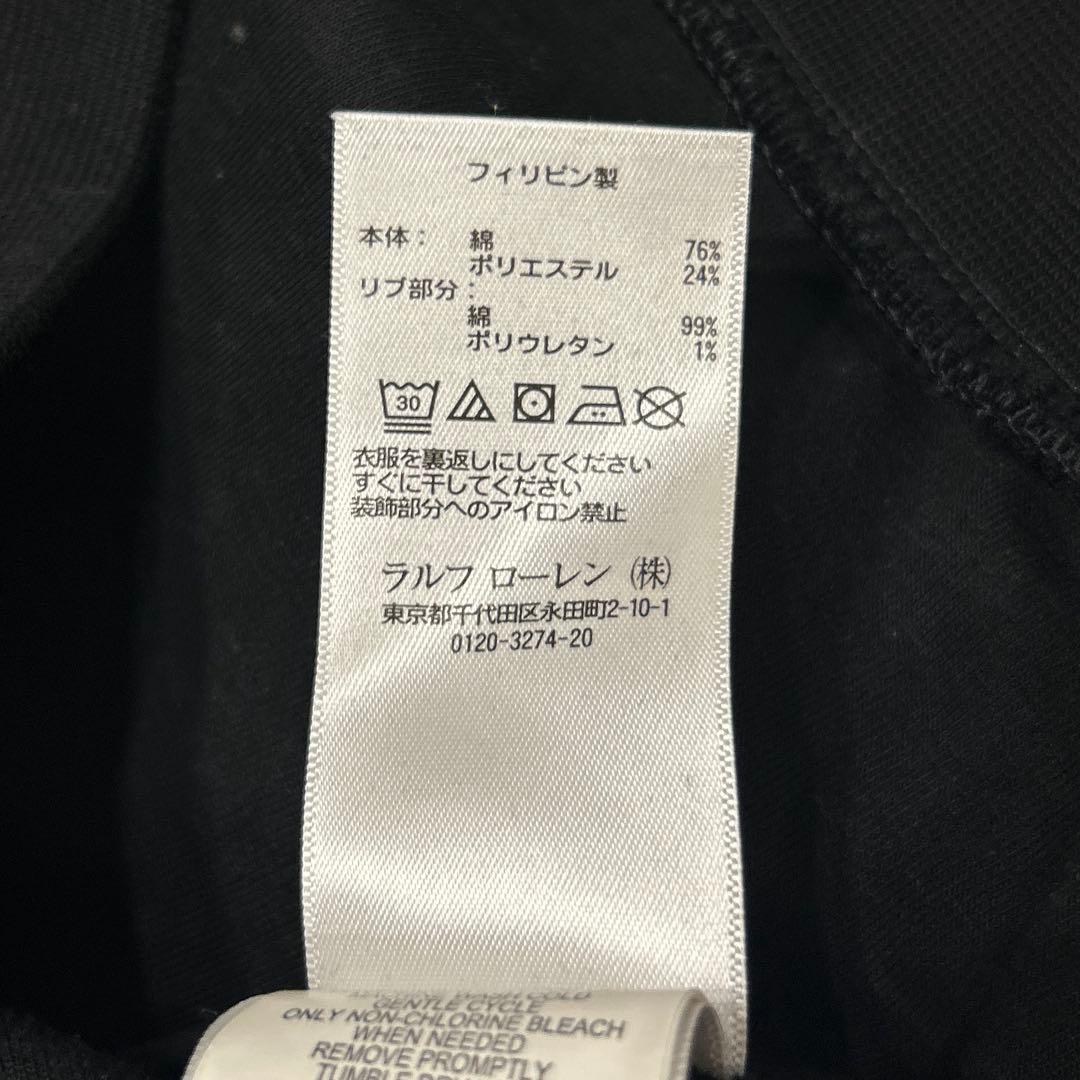 フィリピン製
本体: 綿 76%
ポリエステル 24%
リブ部分:
綿 99%
ポリウレタン 1%
30
衣服を裏返しにしてください
すぐに干してください
装飾部分へのアイロン禁止
ラルフ ローレン (株)
東京都千代田区永田町2-10-1
0120-3274-20
GENTLE CYCLE
ONLY NON-CHLORINE BLEACH
WHEN NEEDED
REMOVE PROMPTLY
TUMBLE